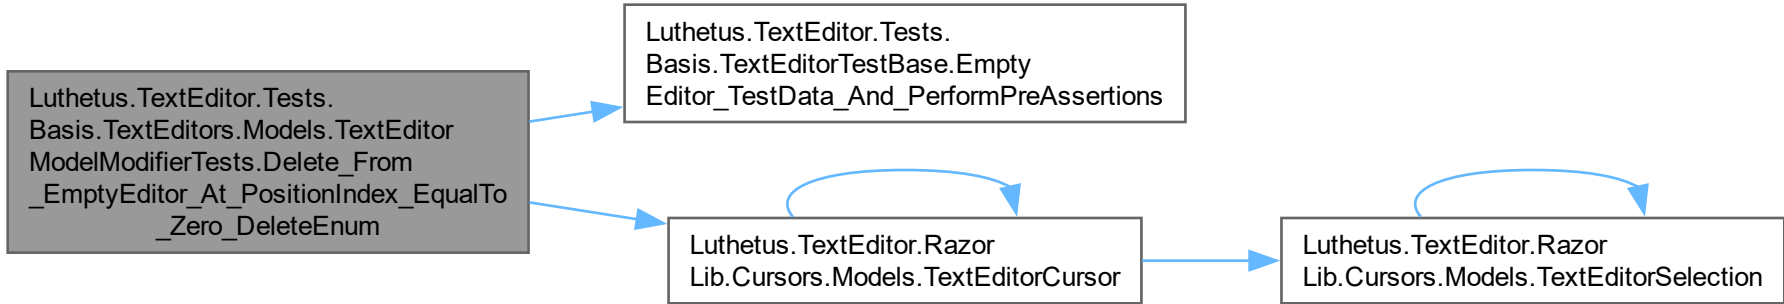 Luthetus.TextEditor.Tests.
Basis.TextEditors.Models.TextEditor
ModelModifierTests.Delete_From
_EmptyEditor_At_PositionIndex_EqualTo
_Zero_DeleteEnum
Luthetus.TextEditor.Tests.
Basis.TextEditorTestBase.Empty
Editor_TestData_And_PerformPreAssertions
Luthetus.TextEditor.Razor
Lib.Cursors.Models.TextEditorCursor
Luthetus.TextEditor.Razor
Lib.Cursors.Models.TextEditorSelection